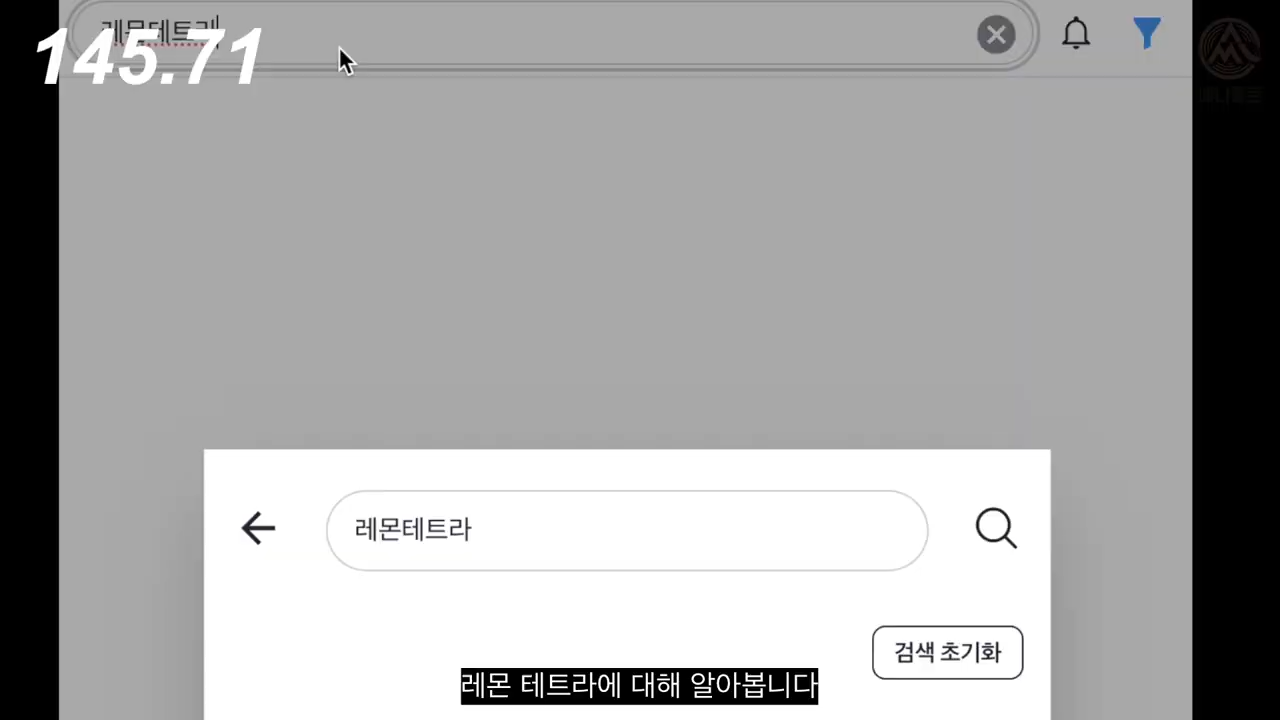 레몬테트라
145.71
레몬테트라
검색 초기화
레몬 테트라에 대해 알아봅니다